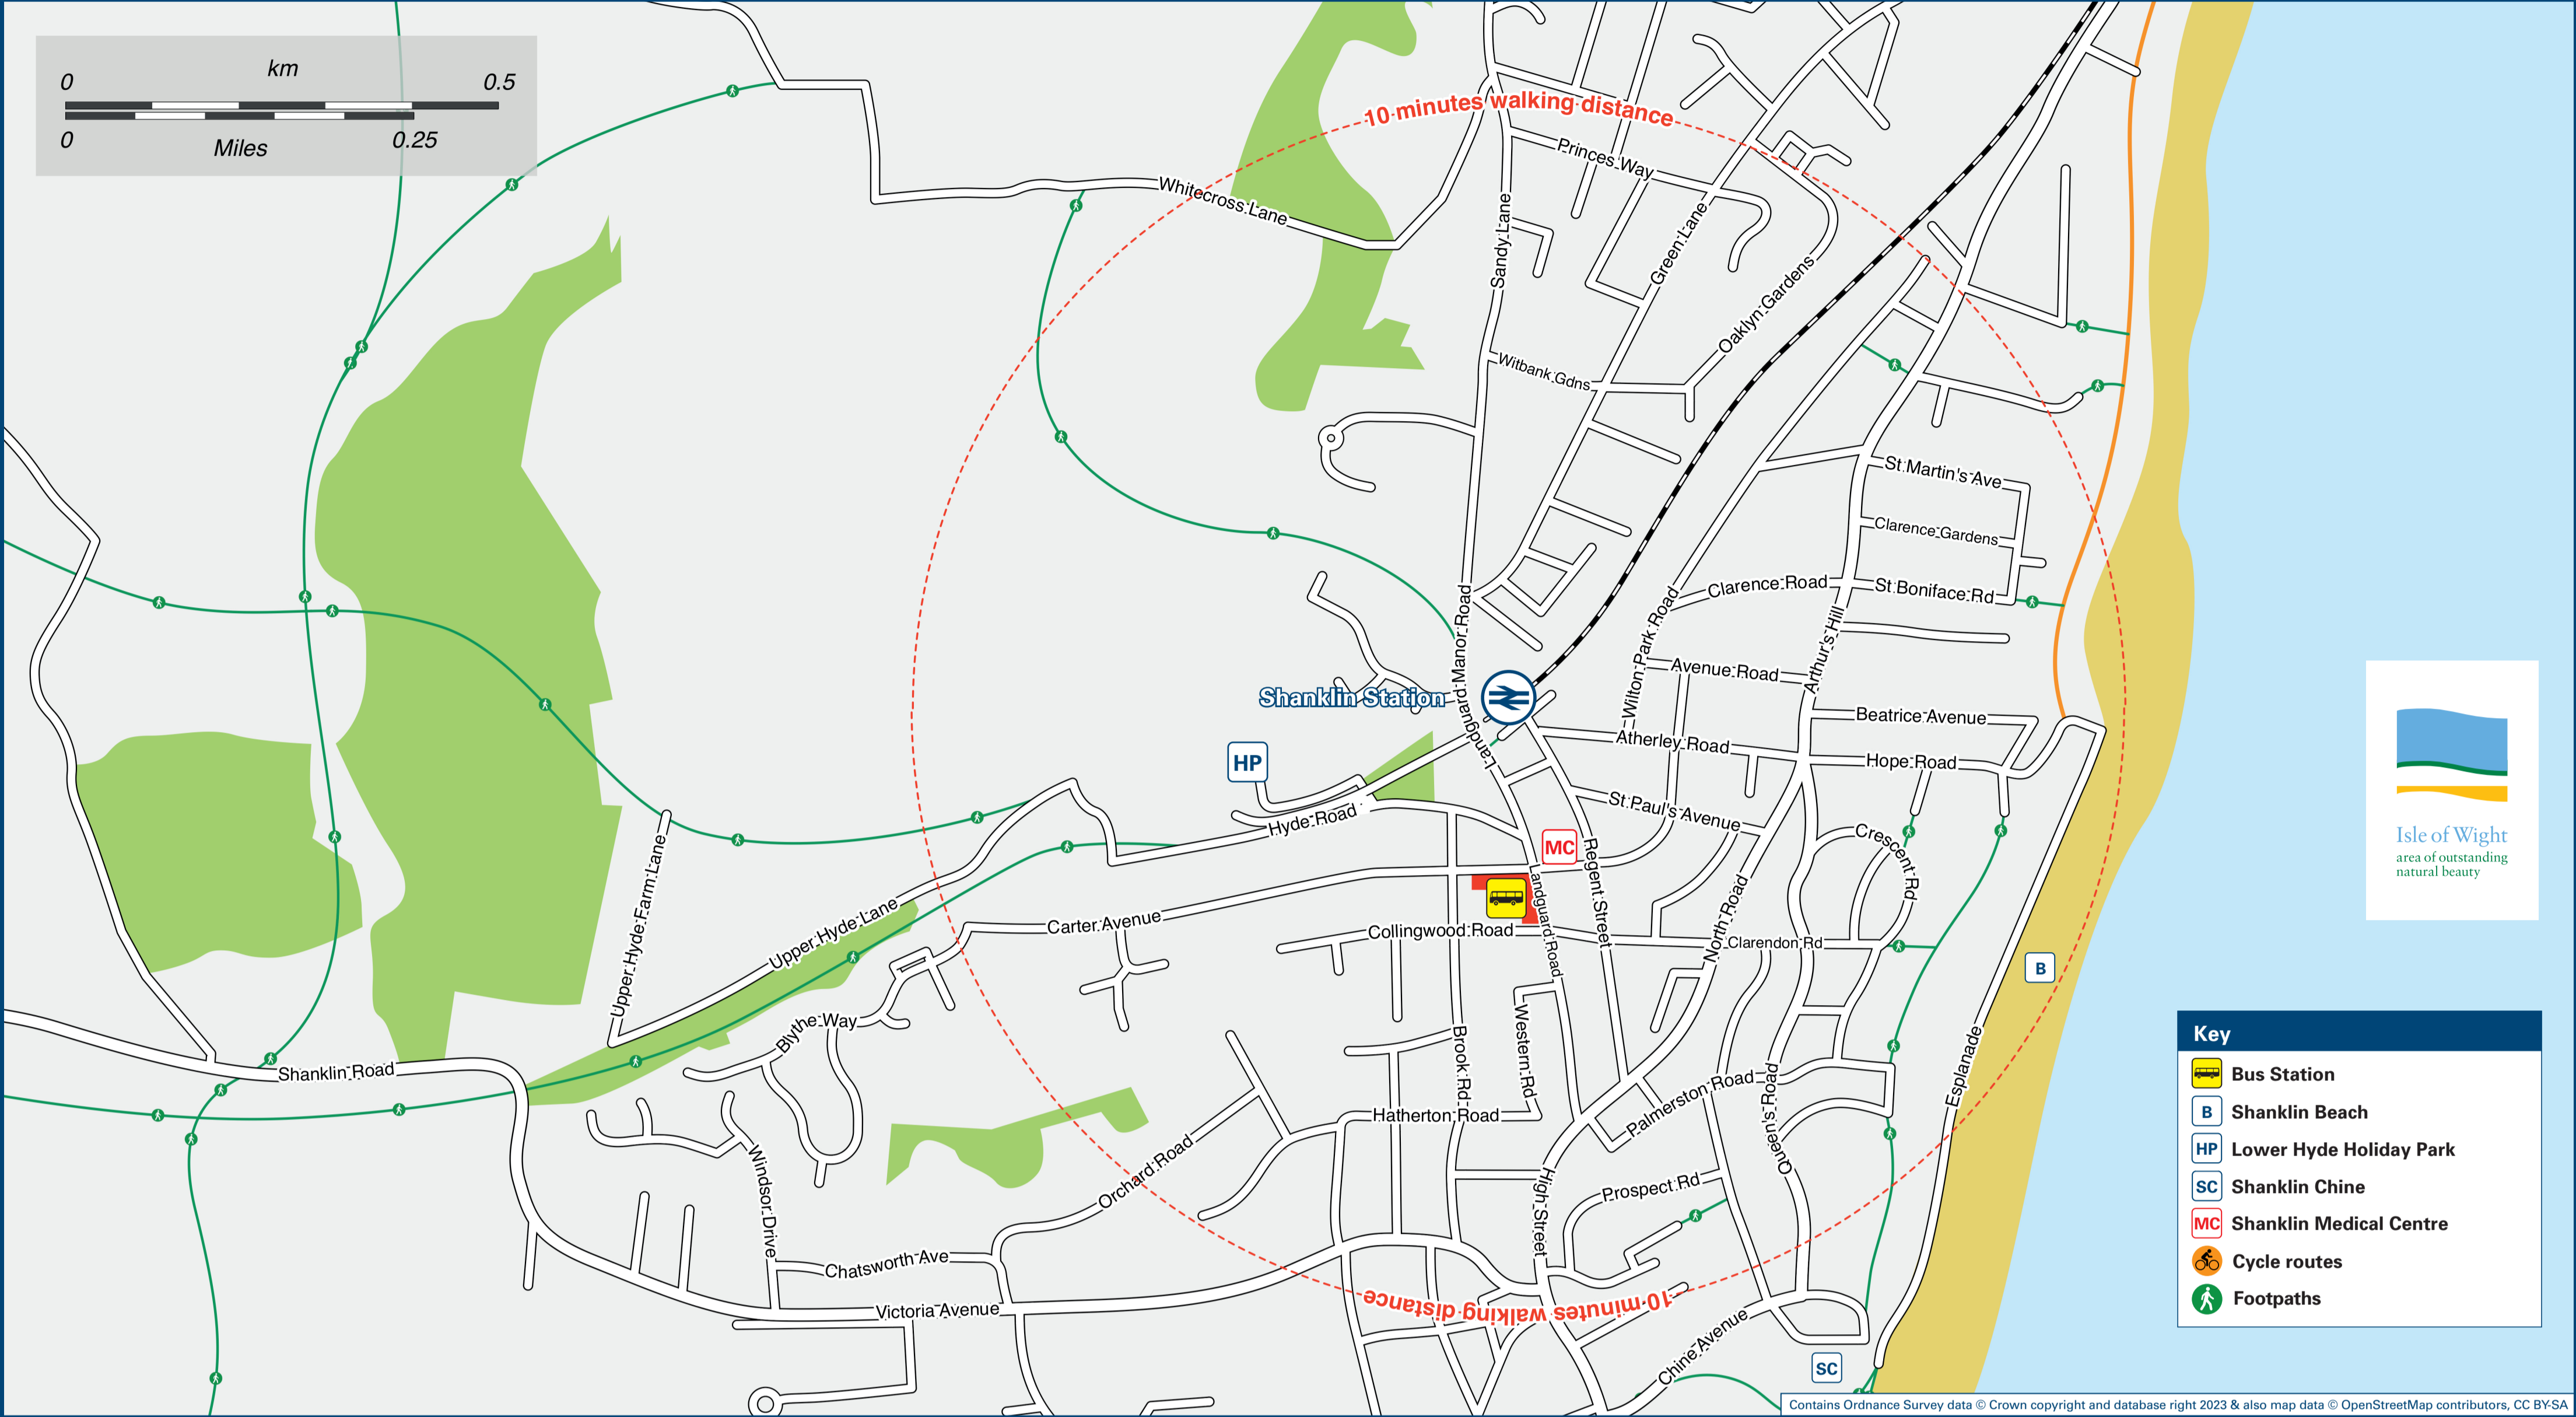 km
0
0.5
0
Miles
0.25
10 minutes walking distance
Princes Way
Whitecross Lane
Sandy Lane
Green Lane
Oaklyn Gardens
Witbank Gdns
St Martin's Ave
Clarence Gardens
Clarence Road
St Boniface Rd
Wilton Park Road
Arthur's Hill
Landguard Manor Road
Avenue Road
Shanklin Station
Beatrice Avenue
Atherley Road
Hope Road
HP
St Paul's Avenue
Hyde Road
MC
Regent Street
Crescent Rd
Upper Hyde Farm Lane
Upper Hyde Lane
Carter Avenue
Landguard Road
Collingwood Road
North Road
Clarendon Rd
B
Blythe Way
Western Rd
Brook Rd
Esplanade
Shanklin Road
Palmerston Road
Queen's Road
Hatherton Road
Orchard Road
Windsor Drive
High Street
Prospect Rd
Chatsworth Ave
Victoria Avenue
10 minutes walking distance
Chine Avenue
SC
Isle of Wight
area of outstanding
natural beauty
Key
Bus Station
B Shanklin Beach
HP Lower Hyde Holiday Park
SC Shanklin Chine
MC Shanklin Medical Centre
Cycle routes
Footpaths
Contains Ordnance Survey data © Crown copyright and database right 2023 & also map data © OpenStreetMap contributors, CC BY-SA